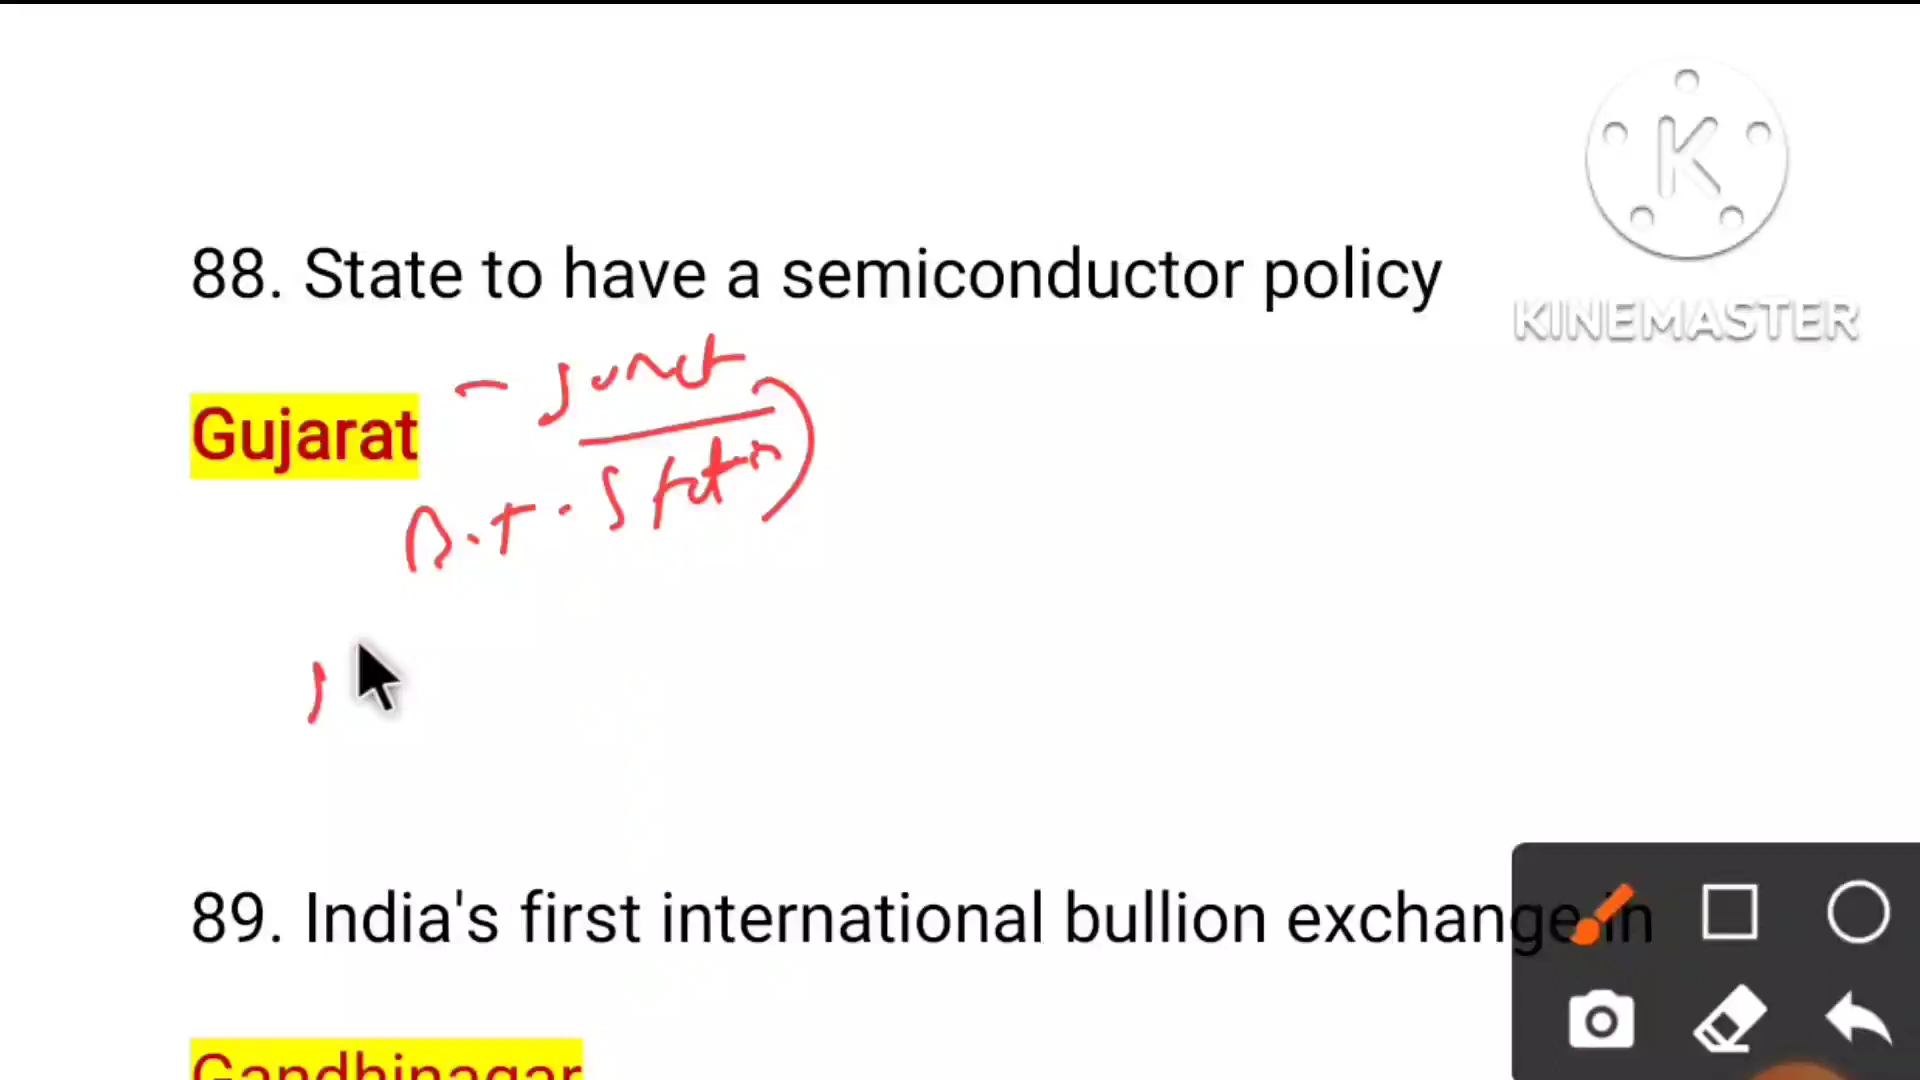 88. State to have a semiconductor policy
KINEMASTER
Gujarat
89. India's first international bullion exchange in
Gandhinagar